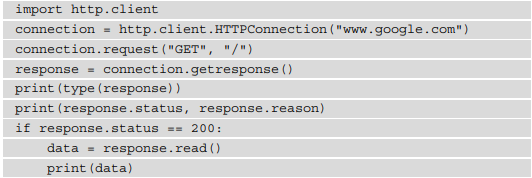 import http.client
connection = http.client.HTTPConnection("www.google.com")
connection.request("GET", "/")
response = connection.getresponse()
print(type(response))
print(response.status, response.reason)
if response.status == 200:
    data = response.read()
    print(data)